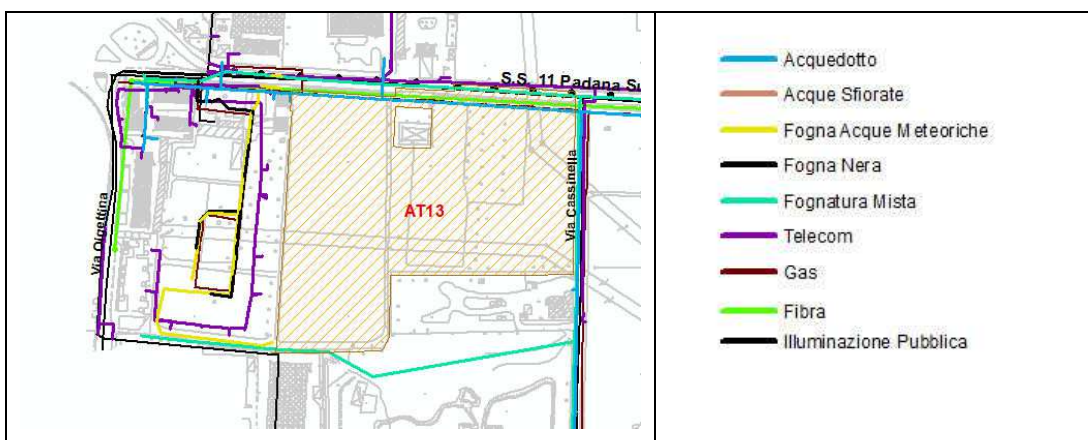 S.S. 11 Padana Su
AT13
Via Olgettina
Via Cassinella
Acquedotto
Acque Sfiorate
Fogna Acque Meteoriche
Fogna Nera
Fognatura Mista
Telecom
Gas
Fibra
Illuminazione Pubblica